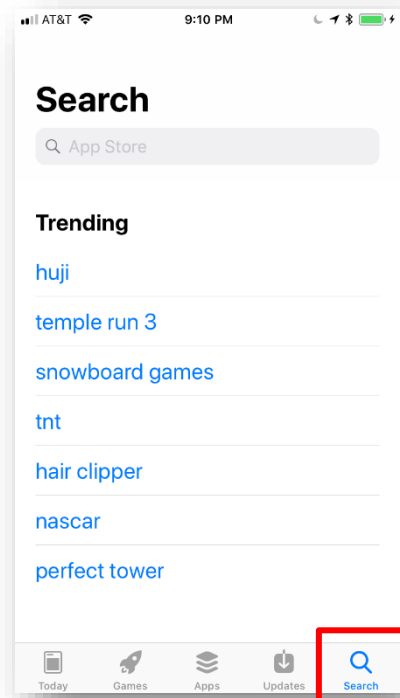 AT&T 9:10 PM
Search
App Store
Trending
huji
temple run 3
snowboard games
tnt
hair clipper
nascar
perfect tower
Today Games Apps Updates Search